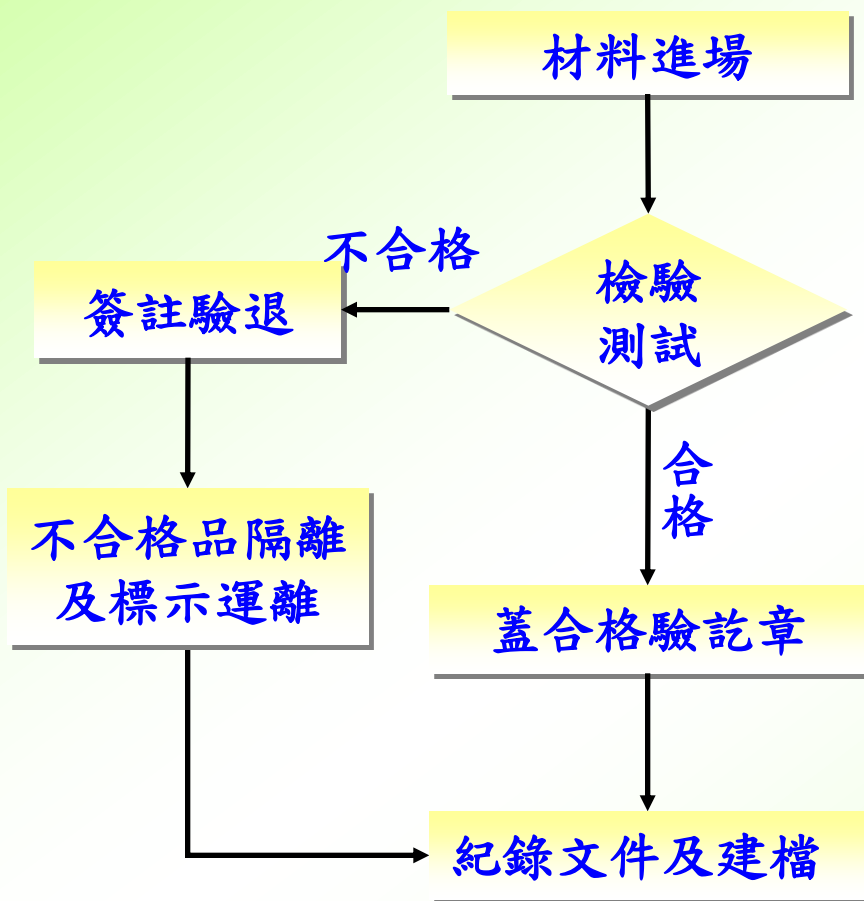 材料進場
檢驗
測試
不合格
簽註驗退
不合格品隔離
及標示運離
合
格
蓋合格驗訖章
紀錄文件及建檔